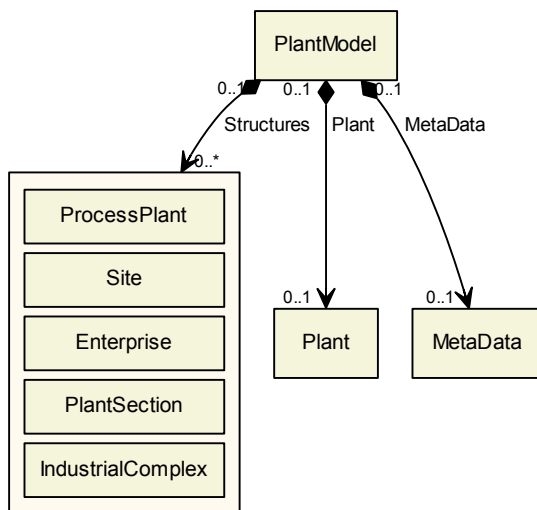 PlantModel
0..1
0..1
0..1
Structures
Plant
MetaData
0..*
ProcessPlant
Site
Enterprise
PlantSection
IndustrialComplex
0..1
Plant
0..1
MetaData